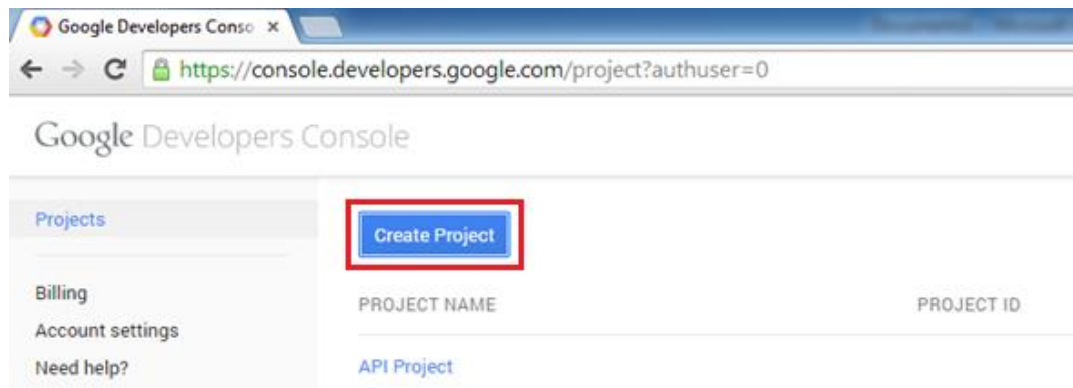 Google Developers Conso
https://console.developers.google.com/project?authuser=0
Google Developers Console
Projects
Create Project
Billing
Account settings
Need help?
PROJECT NAME
PROJECT ID
API Project